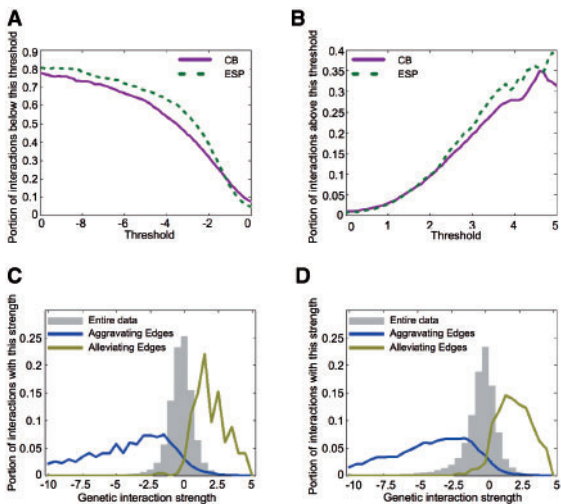 A
Portion of interactions below this threshold
0.9
0.8
0.7
0.6
0.5
0.4
0.3
0.2
0.1
0
CB
ESP
0 -8 -6 -4 -2 0
Threshold
B
Portion of interactions above this threshold
0.4
0.35
0.3
0.25
0.2
0.15
0.1
0.05
0
CB
ESP
0 1 2 3 4 5
Threshold
C
Portion of interactions with this strength
0.25
0.2
0.15
0.1
0.05
0
Entire data
Aggravating Edges
Alleviating Edges
-10 -7.5 -5 -2.5 0 2.5 5
Genetic interaction strength
D
Portion of interactions with this strength
0.25
0.2
0.15
0.1
0.05
0
Entire data
Aggravating Edges
Alleviating Edges
-10 -7.5 -5 -2.5 0 2.5 5
Genetic interaction strength